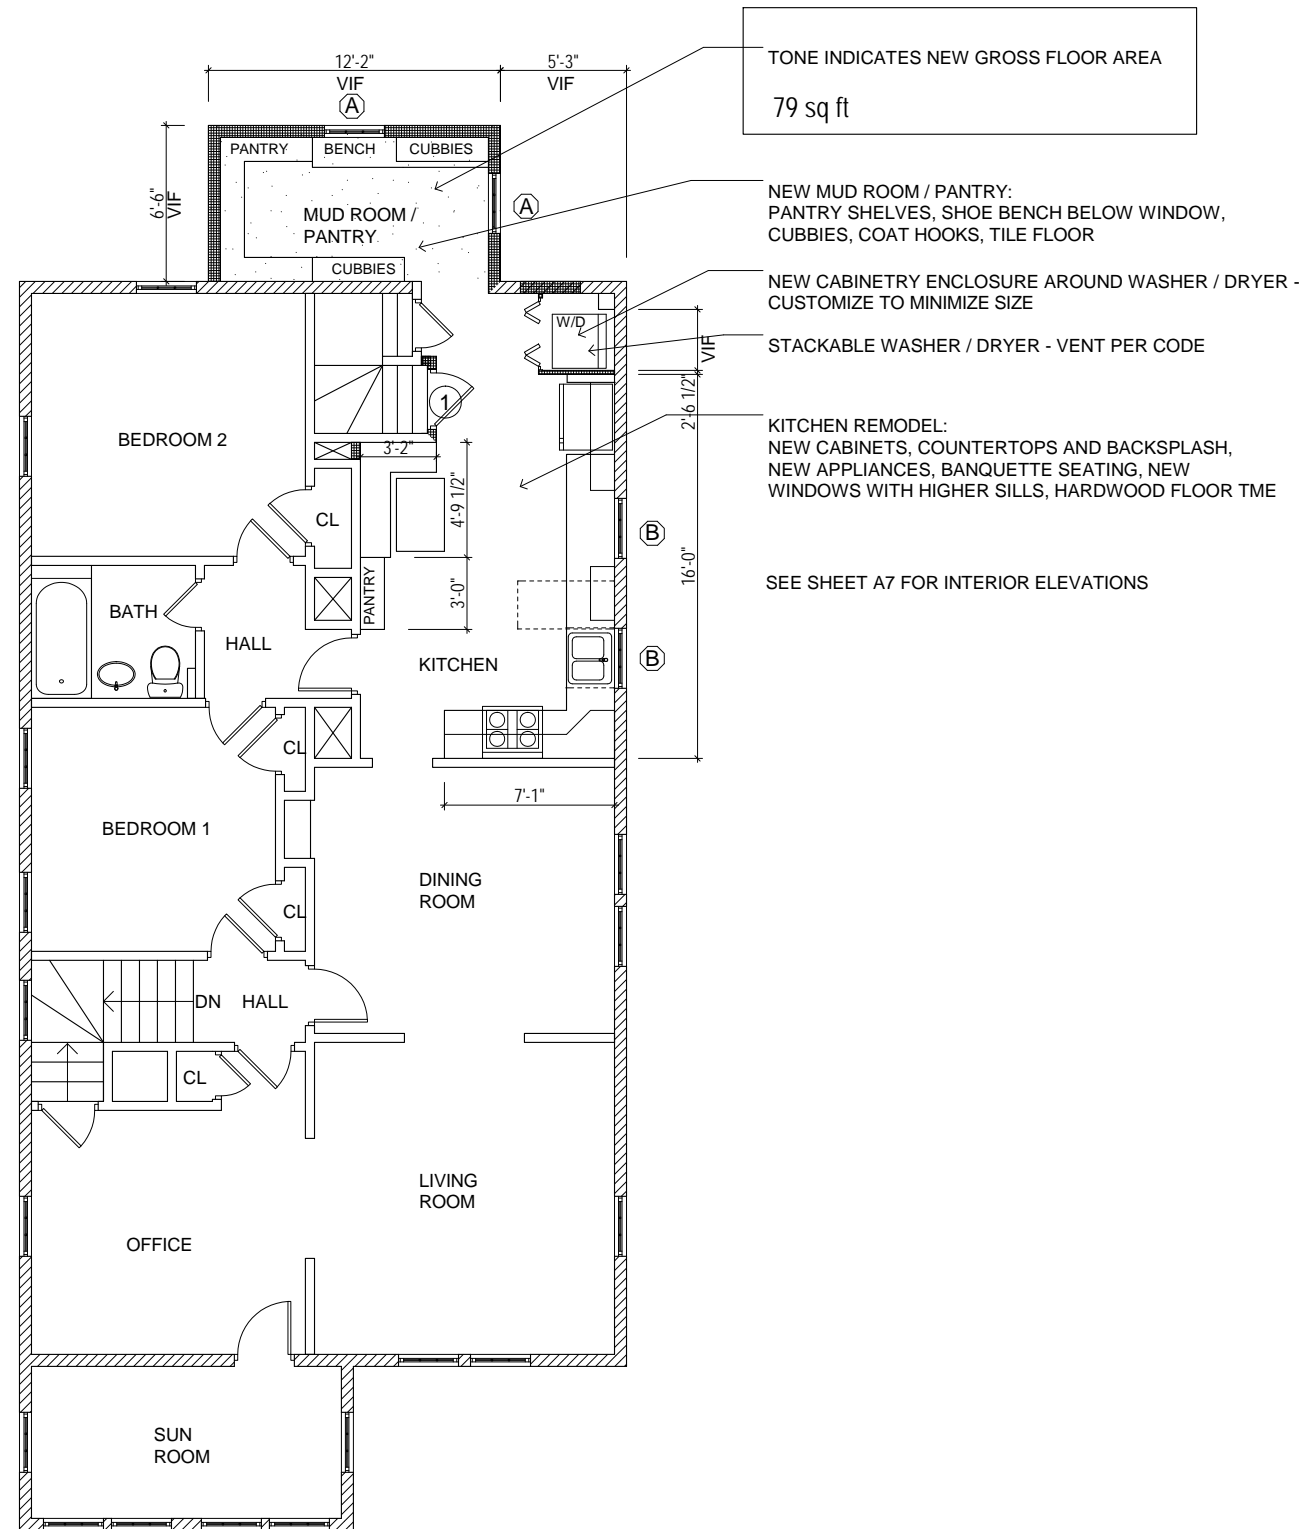 TONE INDICATES NEW GROSS FLOOR AREA
79 sq ft
12'-2"
VIF
5'-3"
VIF
A
6'-6"
VIF
PANTRY
BENCH
CUBBIES
MUD ROOM /
PANTRY
CUBBIES
A
NEW MUD ROOM / PANTRY:
PANTRY SHELVES, SHOE BENCH BELOW WINDOW,
CUBBIES, COAT HOOKS, TILE FLOOR
NEW CABINETRY ENCLOSURE AROUND WASHER / DRYER -
CUSTOMIZE TO MINIMIZE SIZE
W/D
VIF
STACKABLE WASHER / DRYER - VENT PER CODE
2'-6 1/2"
1
KITCHEN REMODEL:
NEW CABINETS, COUNTERTOPS AND BACKSPLASH,
NEW APPLIANCES, BANQUETTE SEATING, NEW
WINDOWS WITH HIGHER SILLS, HARDWOOD FLOOR TME
BEDROOM 2
3'-2"
4'-9 1/2"
CL
B
16'-0"
SEE SHEET A7 FOR INTERIOR ELEVATIONS
BATH
PANTRY
3'-0"
HALL
KITCHEN
B
CL
7'-1"
BEDROOM 1
DINING
ROOM
CL
DN
HALL
CL
LIVING
ROOM
OFFICE
SUN
ROOM